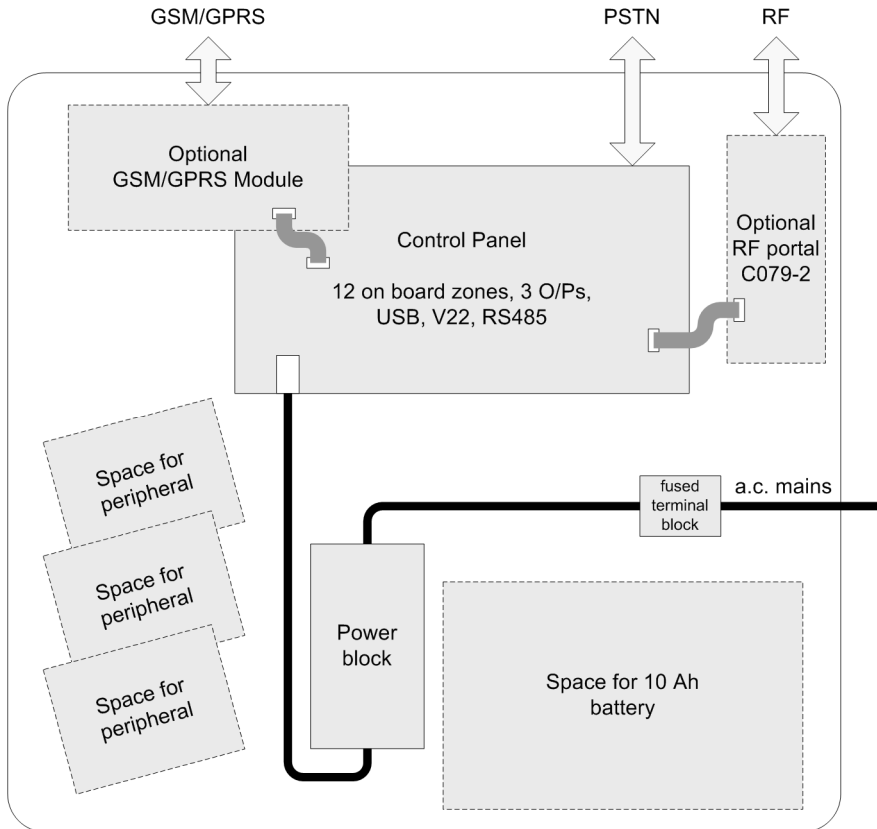 GSM/GPRS
PSTN
RF
Optional
GSM/GPRS Module
Control Panel
12 on board zones, 3 O/Ps,
USB, V22, RS485
Optional
RF portal
C079-2
Space for
peripheral
Space for
peripheral
Space for
peripheral
fused
terminal
block
a.c. mains
Power
block
Space for 10 Ah
battery